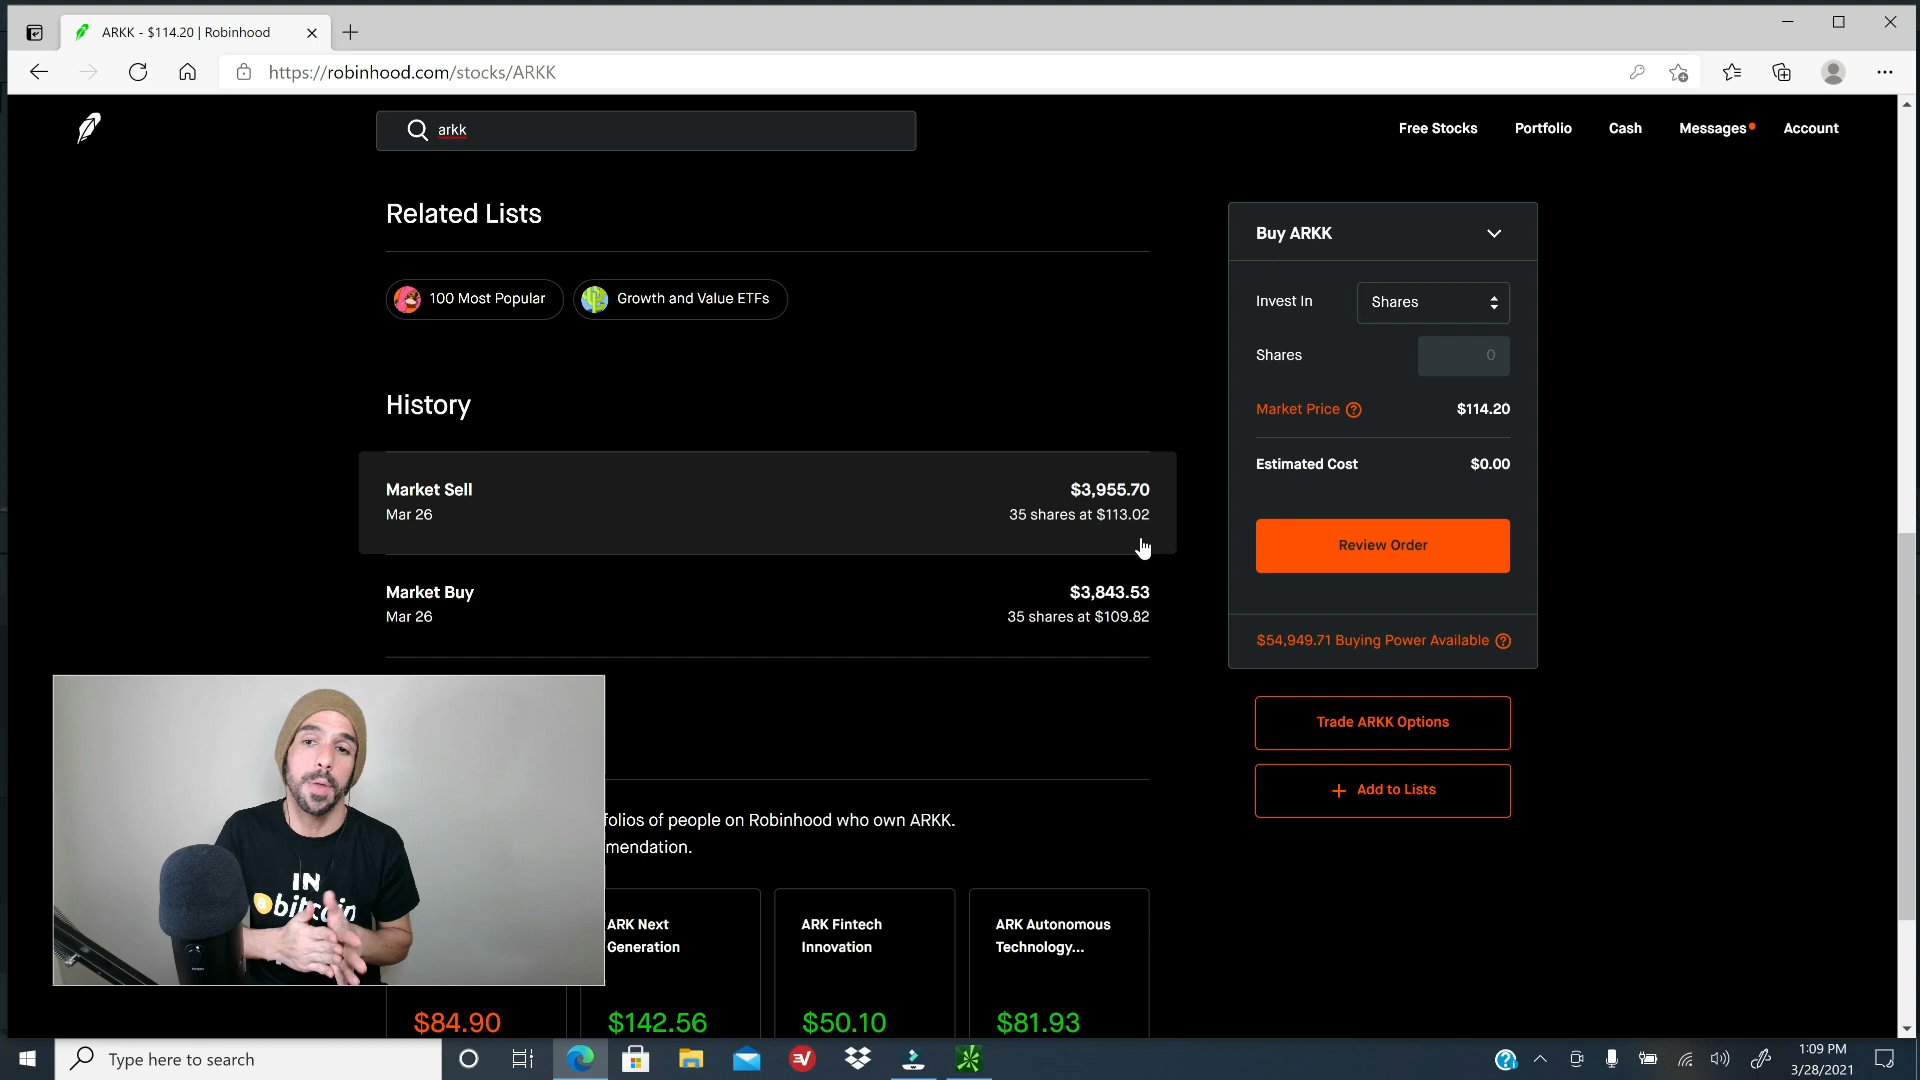 ARKK - $114.20 | Robinhood
https://robinhood.com/stocks/ARKK
arkk
Free Stocks
Portfolio
Cash
Messages
Account
Related Lists
100 Most Popular
Growth and Value ETFs
History
Market Sell
$3,955.70
Mar 26
35 shares at $113.02
Market Buy
$3,843.53
Mar 26
35 shares at $109.82
folios of people on Robinhood who own ARKK.
mendation.
ARK Next
Generation
ARK Fintech
Innovation
ARK Autonomous
Technology...
$84.90
$142.56
$50.10
$81.93
Buy ARKK
Invest In
Shares
Shares
0
Market Price
$114.20
Estimated Cost
$0.00
Review Order
$54,949.71 Buying Power Available
Trade ARKK Options
+ Add to Lists
IN
bitcoin
Type here to search
1:09 PM
3/28/2021